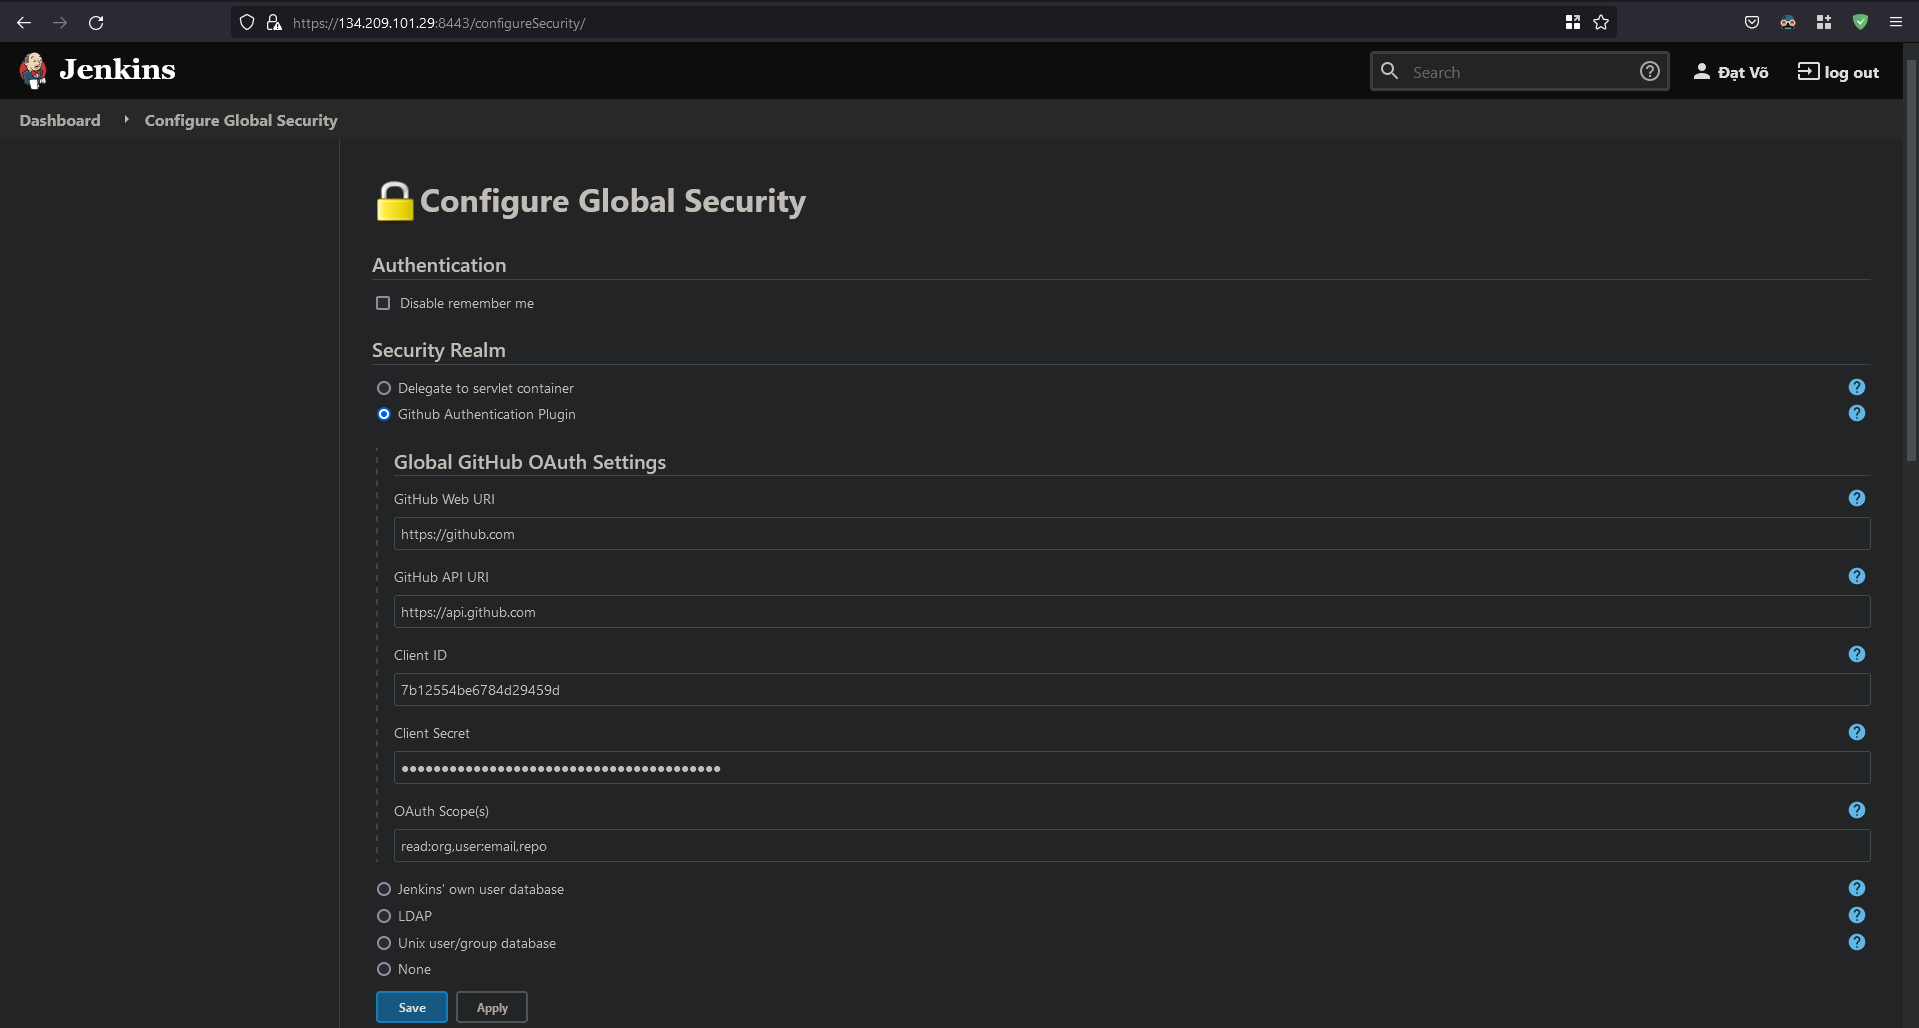 https://134.209.101.29:8443/configureSecurity/
Jenkins
Search
Đạt Võ
log out
Dashboard
Configure Global Security
Configure Global Security
Authentication
Disable remember me
Security Realm
Delegate to servlet container
Github Authentication Plugin
Global GitHub OAuth Settings
GitHub Web URI
https://github.com
GitHub API URI
https://api.github.com
Client ID
7b12554be6784d29459d
Client Secret
••••••••••••••••••••••••••••••••••••••••
OAuth Scope(s)
read:org,user:email,repo
Jenkins’ own user database
LDAP
Unix user/group database
None
Save
Apply